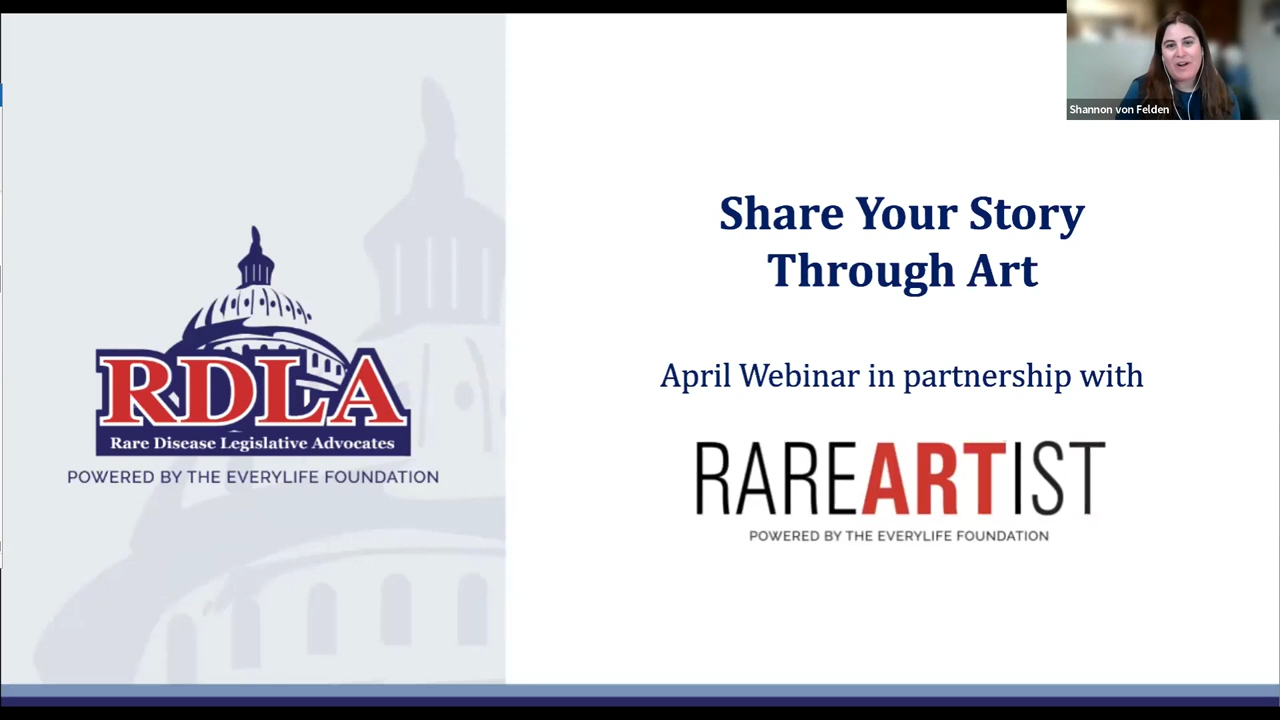 Shannon von Felden
Share Your Story
Through Art
April Webinar in partnership with
RAREARTIST
POWERED BY THE EVERYLIFE FOUNDATION
RDLA
Rare Disease Legislative Advocates
POWERED BY THE EVERYLIFE FOUNDATION